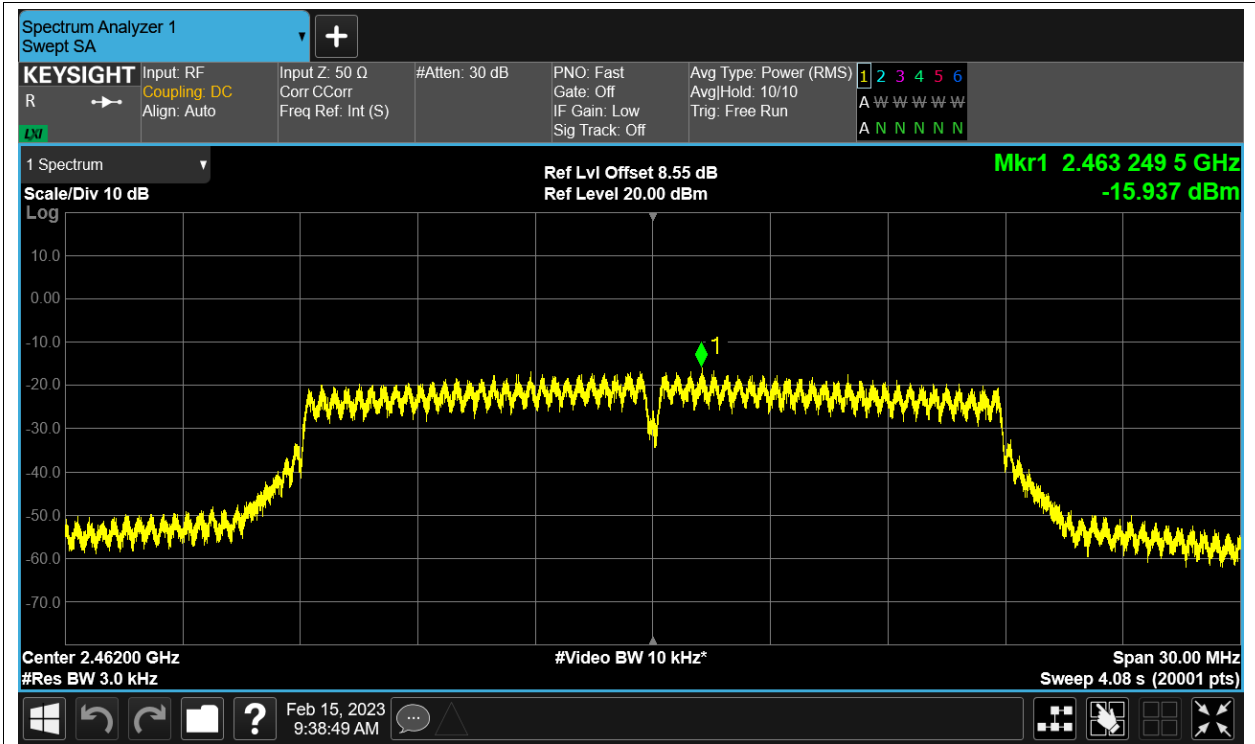 Spectrum Analyzer 1
Swept SA
+
KEYSIGHT
R
LXI
Input: RF
Coupling: DC
Align: Auto
Input Z: 50 Ω
Corr CCorr
Freq Ref: Int (S)
#Atten: 30 dB
PNO: Fast
Gate: Off
IF Gain: Low
Sig Track: Off
Avg Type: Power (RMS)
Avg|Hold: 10/10
Trig: Free Run
1 2 3 4 5 6
A W W W W W
A N N N N N
1 Spectrum
Scale/Div 10 dB
Ref Lvl Offset 8.55 dB
Ref Level 20.00 dBm
Mkr1 2.463 249 5 GHz
-15.937 dBm
Log
10.0
0.00
-10.0
1
-20.0
-30.0
-40.0
-50.0
-60.0
-70.0
Center 2.46200 GHz
#Video BW 10 kHz*
Span 30.00 MHz
#Res BW 3.0 kHz
Sweep 4.08 s (20001 pts)
?
Feb 15, 2023
9:38:49 AM